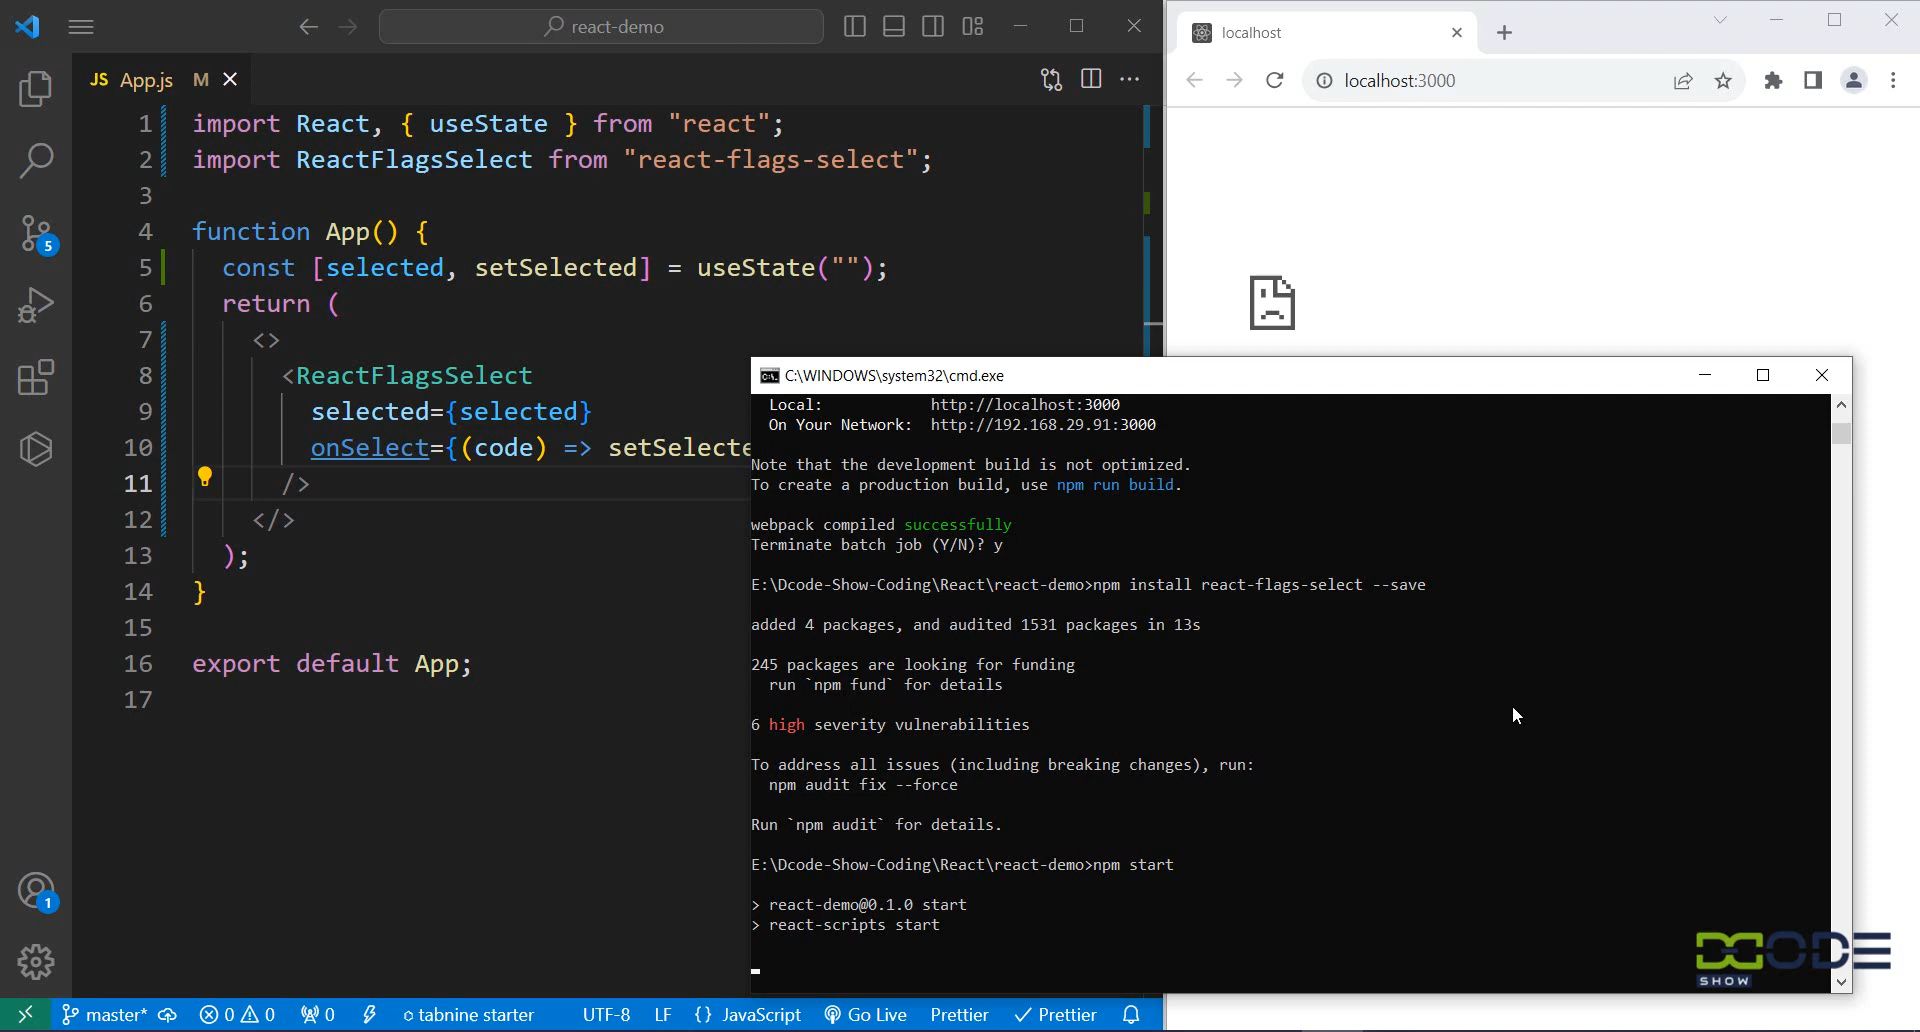 react-demo
JS App.js M
1 import React, { useState } from "react";
2 import ReactFlagsSelect from "react-flags-select";
3
4 function App() {
5 const [selected, setSelected] = useState("");
6 return (
7 <>
8 <ReactFlagsSelect
9 selected={selected}
10 onSelect={(code) => setSelecte
11 />
12 </>
13 );
14 }
15
16 export default App;
17
5
1
master* 0 0 0 tabnine starter UTF-8 LF {} JavaScript Go Live Prettier Prettier
localhost
localhost:3000
C:\WINDOWS\system32\cmd.exe
Local: http://localhost:3000
On Your Network: http://192.168.29.91:3000
Note that the development build is not optimized.
To create a production build, use npm run build.
webpack compiled successfully
Terminate batch job (Y/N)? y
E:\Dcode-Show-Coding\React\react-demo>npm install react-flags-select --save
added 4 packages, and audited 1531 packages in 13s
245 packages are looking for funding
run `npm fund` for details
6 high severity vulnerabilities
To address all issues (including breaking changes), run:
npm audit fix --force
Run `npm audit` for details.
E:\Dcode-Show-Coding\React\react-demo>npm start
> react-demo@0.1.0 start
> react-scripts start
DCODE
SHOW